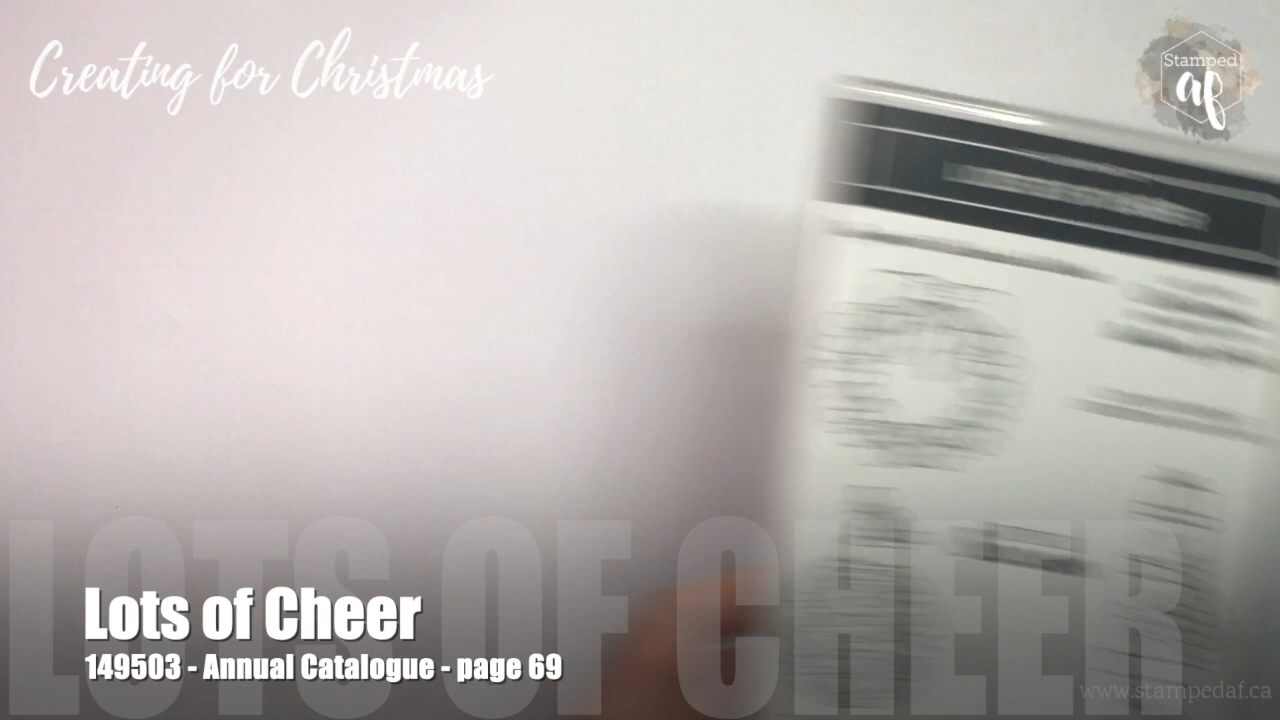 Creating for Christmas
Stamped
af
LOTS OF CHEER
Lots of Cheer
149503 - Annual Catalogue - page 69
www.stampedaf.ca